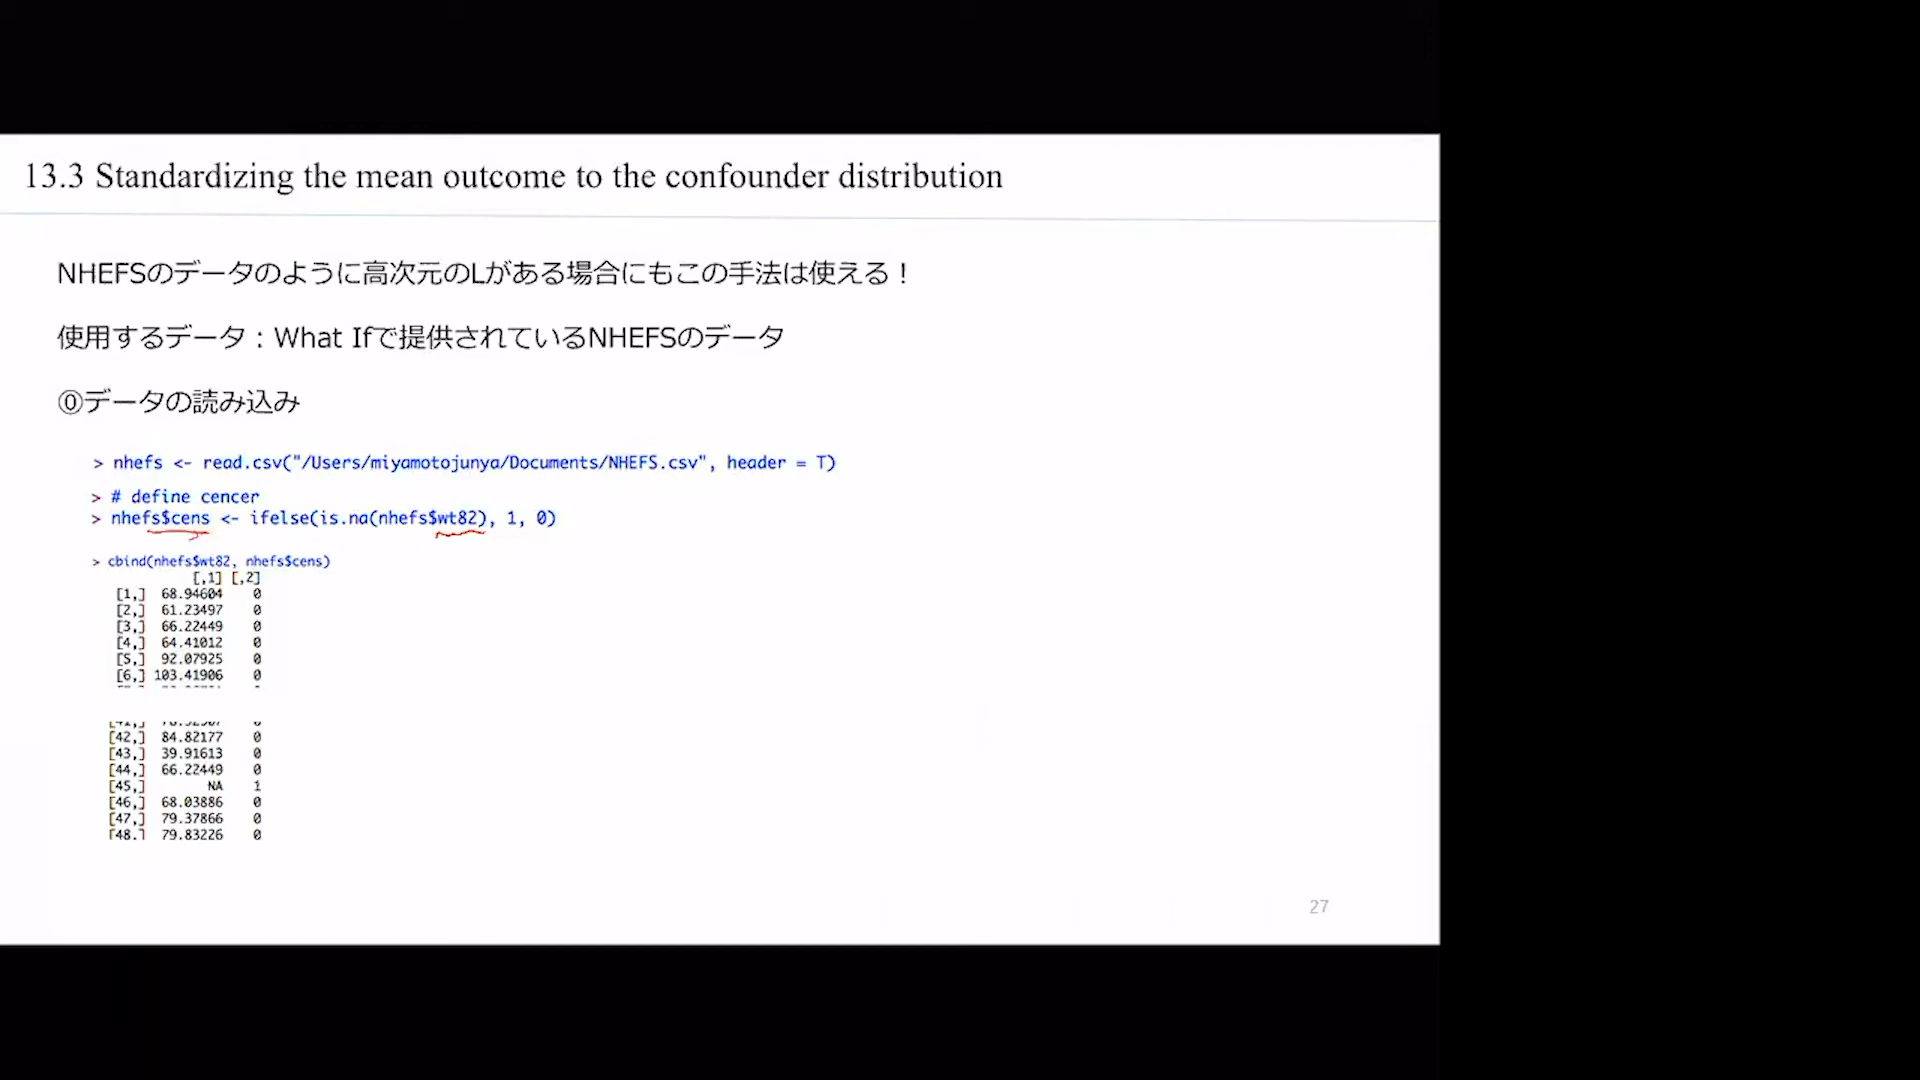 13.3 Standardizing the mean outcome to the confounder distribution
NHEFSのデータのように高次元のLがある場合にもこの手法は使える！
使用するデータ：What Ifで提供されているNHEFSのデータ
⓪データの読み込み
> nhefs <- read.csv("/Users/miyamotojunya/Documents/NHEFS.csv", header = T)
> # define cencer
> nhefs$cens <- ifelse(is.na(nhefs$wt82), 1, 0)
> cbind(nhefs$wt82, nhefs$cens)
[,1] [,2]
[1,] 68.94604 0
[2,] 61.23497 0
[3,] 66.22449 0
[4,] 64.41012 0
[5,] 92.07925 0
[6,] 103.41906 0
[42,] 84.82177 0
[43,] 39.91613 0
[44,] 66.22449 0
[45,] NA 1
[46,] 68.03886 0
[47,] 79.37866 0
[48,] 79.83226 0
27